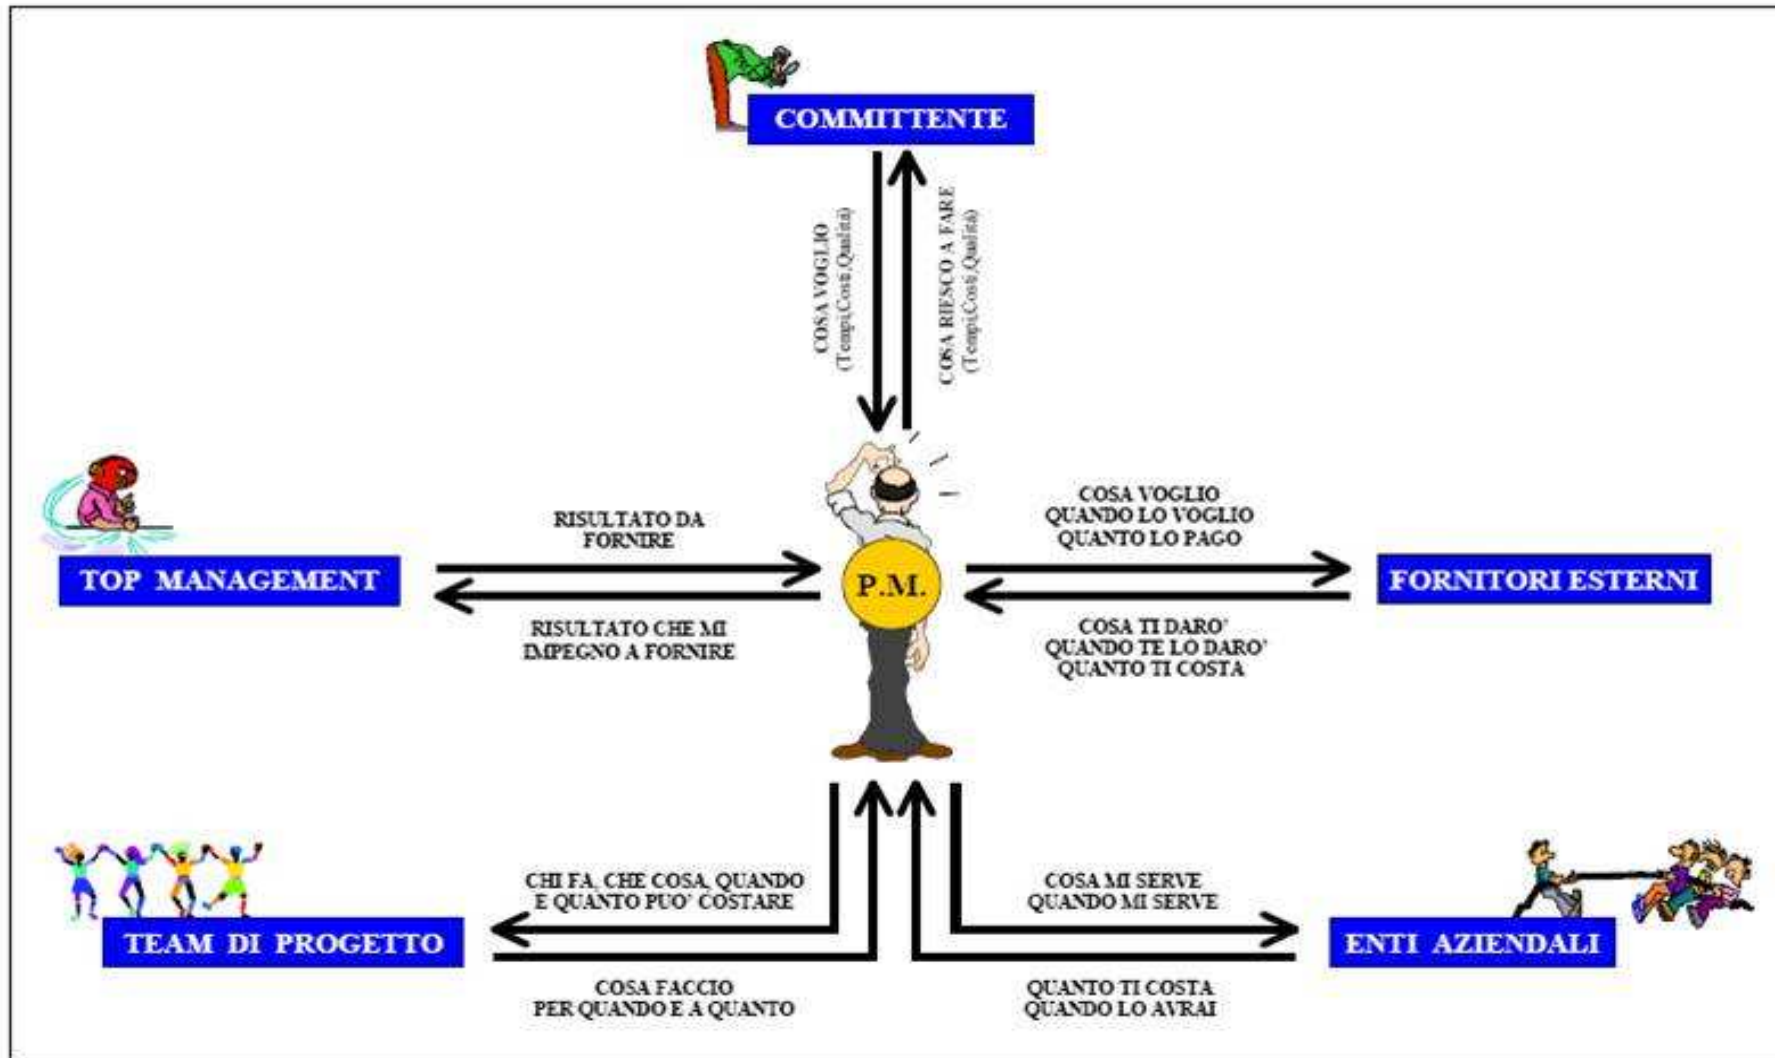 COMMITTENTE
COSA VOGLIO
(Tempi,Costi,Qualità)
COSA RIESCO A FARE
(Tempi,Costi,Qualità)
RISULTATO DA
FORNIRE
TOP MANAGEMENT
RISULTATO CHE MI
IMPEGNO A FORNIRE
P.M.
COSA VOGLIO
QUANDO LO VOGLIO
QUANTO LO PAGO
FORNITORI ESTERNI
COSA TI DARO'
QUANDO TE LO DARO'
QUANTO TI COSTA
CHI FA, CHE COSA, QUANDO
E QUANTO PUO' COSTARE
TEAM DI PROGETTO
COSA FACCIO
PER QUANDO E A QUANTO
COSA MI SERVE
QUANDO MI SERVE
ENTI AZIENDALI
QUANTO TI COSTA
QUANDO LO AVRAI